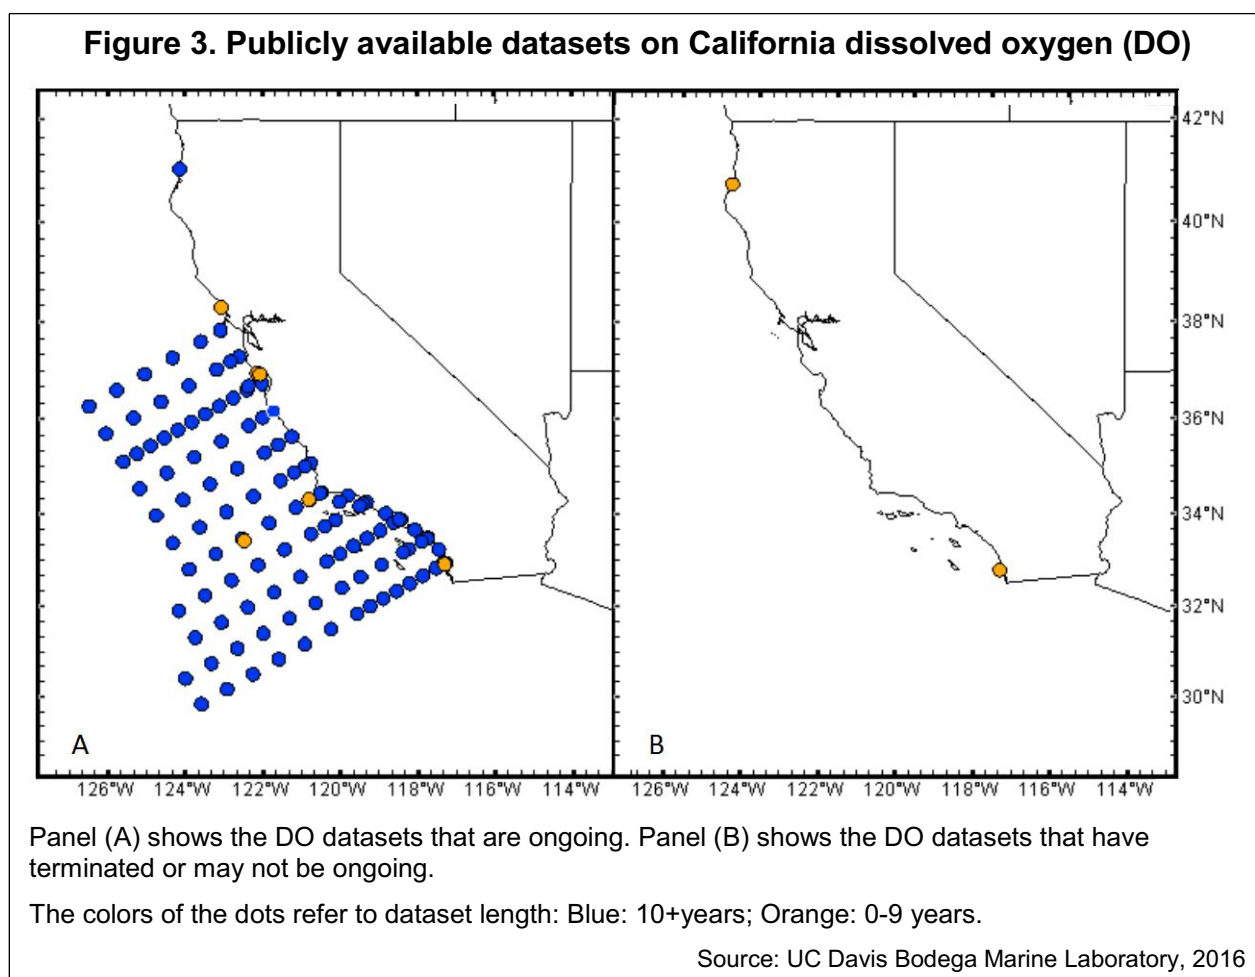 Figure 3. Publicly available datasets on California dissolved oxygen (DO)
42°N
40°N
38°N
36°N
34°N
32°N
30°N
A
B
126°W 124°W 122°W 120°W 118°W 116°W 114°W
126°W 124°W 122°W 120°W 118°W 116°W 114°W
Panel (A) shows the DO datasets that are ongoing. Panel (B) shows the DO datasets that have
terminated or may not be ongoing.
The colors of the dots refer to dataset length: Blue: 10+years; Orange: 0-9 years.
Source: UC Davis Bodega Marine Laboratory, 2016